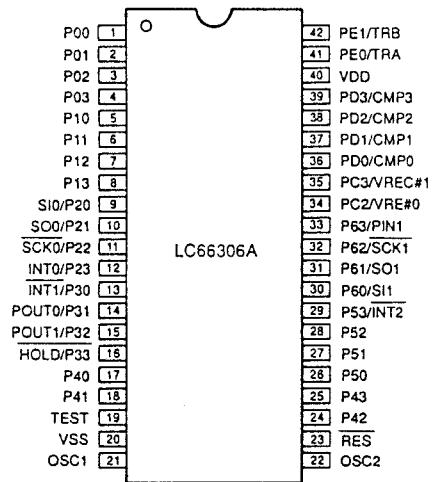 P00 1
P01 2
P02 3
P03 4
P10 5
P11 6
P12 7
P13 8
SI0/P20 9
SO0/P21 10
SCK0/P22 11
INT0/P23 12
INT1/P30 13
POUT0/P31 14
POUT1/P32 15
HOLD/P33 16
P40 17
P41 18
TEST 19
VSS 20
OSC1 21
LC66306A
42 PE1/TRB
41 PE0/TRA
40 VDD
39 PD3/CMP3
38 PD2/CMP2
37 PD1/CMP1
36 PD0/CMP0
35 PC3/VREC#1
34 PC2/VRE#0
33 P63/PIN1
32 P62/SCK1
31 P61/SO1
30 P60/SI1
29 P53/INT2
28 P52
27 P51
26 P50
25 P43
24 P42
23 RES
22 OSC2